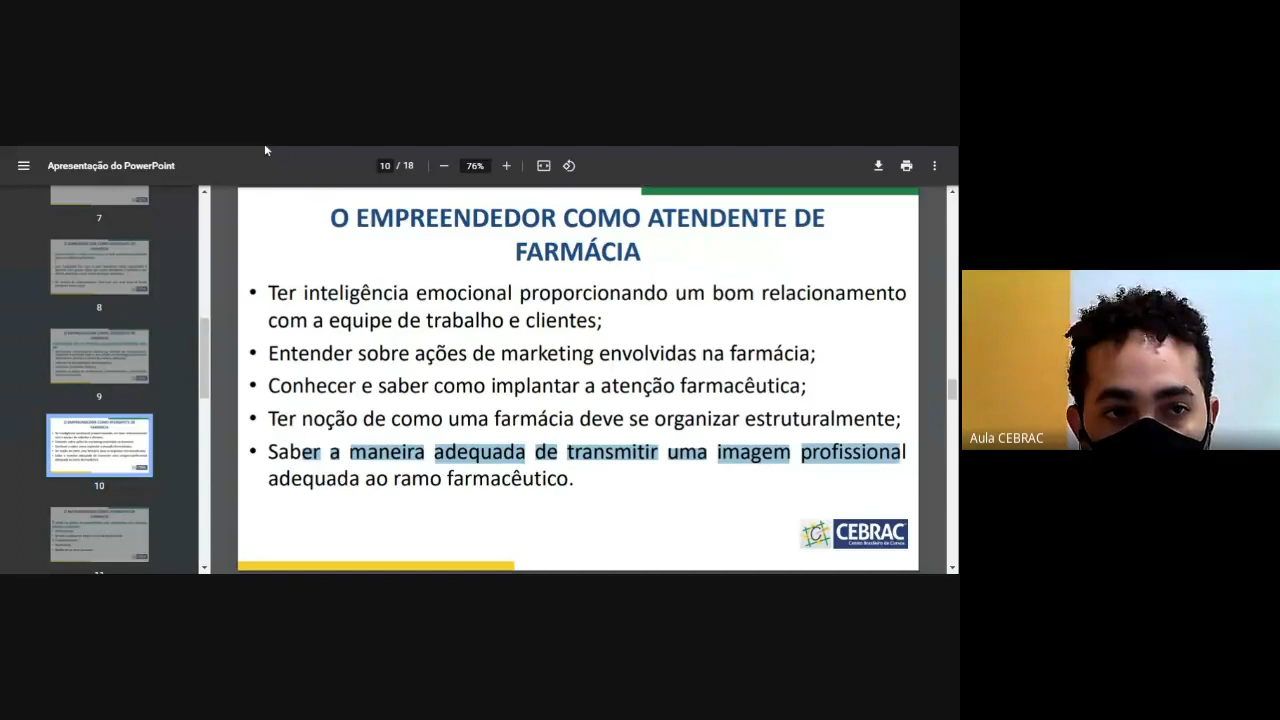 Apresentação do PowerPoint
10 / 18
76%
7
8
9
10
O EMPREENDEDOR COMO ATENDENTE DE
FARMÁCIA
• Ter inteligência emocional proporcionando um bom relacionamento
com a equipe de trabalho e clientes;
• Entender sobre ações de marketing envolvidas na farmácia;
• Conhecer e saber como implantar a atenção farmacêutica;
• Ter noção de como uma farmácia deve se organizar estruturalmente;
• Saber a maneira adequada de transmitir uma imagem profissional
adequada ao ramo farmacêutico.
CEBRAC
Aula CEBRAC